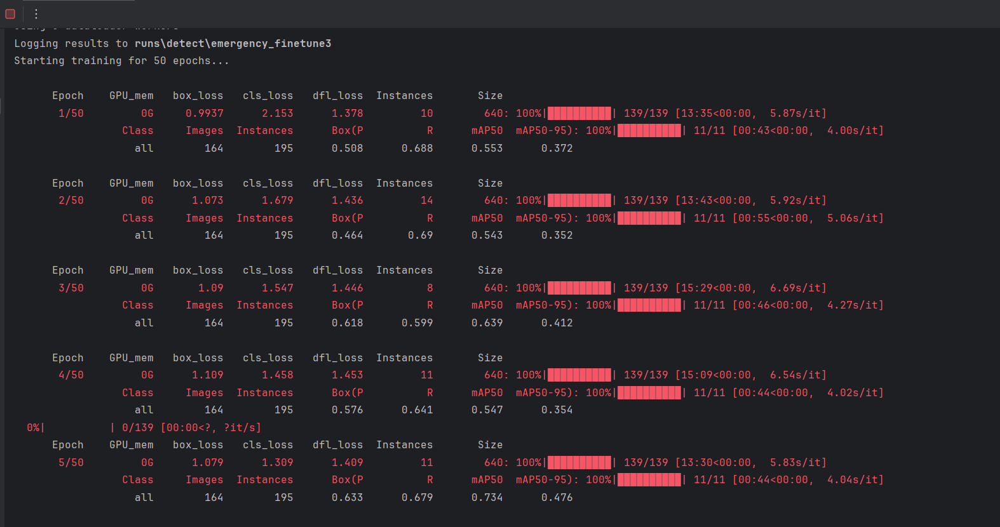 Logging results to runs\detect\emergency_finetune3
Starting training for 50 epochs...
Epoch GPU_mem box_loss cls_loss dfl_loss Instances Size
1/50 0G 0.9937 2.153 1.378 10 640: 100%|██████████| 139/139 [13:35<00:00, 5.87s/it]
Class Images Instances Box(P R mAP50 mAP50-95): 100%|██████████| 11/11 [00:43<00:00, 4.00s/it]
all 164 195 0.508 0.688 0.553 0.372
Epoch GPU_mem box_loss cls_loss dfl_loss Instances Size
2/50 0G 1.073 1.679 1.436 14 640: 100%|██████████| 139/139 [13:43<00:00, 5.92s/it]
Class Images Instances Box(P R mAP50 mAP50-95): 100%|██████████| 11/11 [00:55<00:00, 5.06s/it]
all 164 195 0.464 0.69 0.543 0.352
Epoch GPU_mem box_loss cls_loss dfl_loss Instances Size
3/50 0G 1.09 1.547 1.446 8 640: 100%|██████████| 139/139 [15:29<00:00, 6.69s/it]
Class Images Instances Box(P R mAP50 mAP50-95): 100%|██████████| 11/11 [00:46<00:00, 4.27s/it]
all 164 195 0.618 0.599 0.639 0.412
Epoch GPU_mem box_loss cls_loss dfl_loss Instances Size
4/50 0G 1.109 1.458 1.453 11 640: 100%|██████████| 139/139 [15:09<00:00, 6.54s/it]
Class Images Instances Box(P R mAP50 mAP50-95): 100%|██████████| 11/11 [00:44<00:00, 4.02s/it]
all 164 195 0.576 0.641 0.547 0.354
0%| | 0/139 [00:00<?, ?it/s]
Epoch GPU_mem box_loss cls_loss dfl_loss Instances Size
5/50 0G 1.079 1.309 1.409 11 640: 100%|██████████| 139/139 [13:30<00:00, 5.83s/it]
Class Images Instances Box(P R mAP50 mAP50-95): 100%|██████████| 11/11 [00:44<00:00, 4.04s/it]
all 164 195 0.633 0.679 0.734 0.476